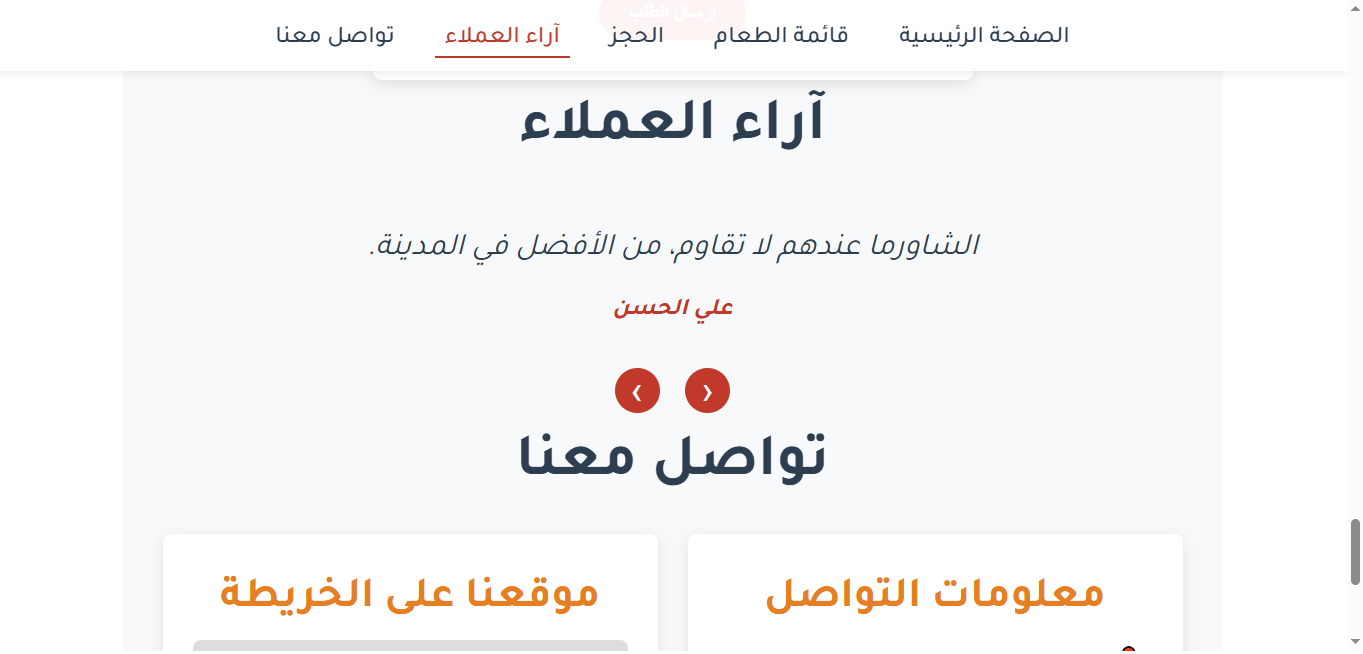 إرسال الطلب
الصفحة الرئيسية قائمة الطعام الحجز آراء العملاء تواصل معنا
آراء العملاء
الشاورما عندهم لا تقاوم، من الأفضل في المدينة.
علي الحسن
❯ ❮
تواصل معنا
معلومات التواصل
موقعنا على الخريطة